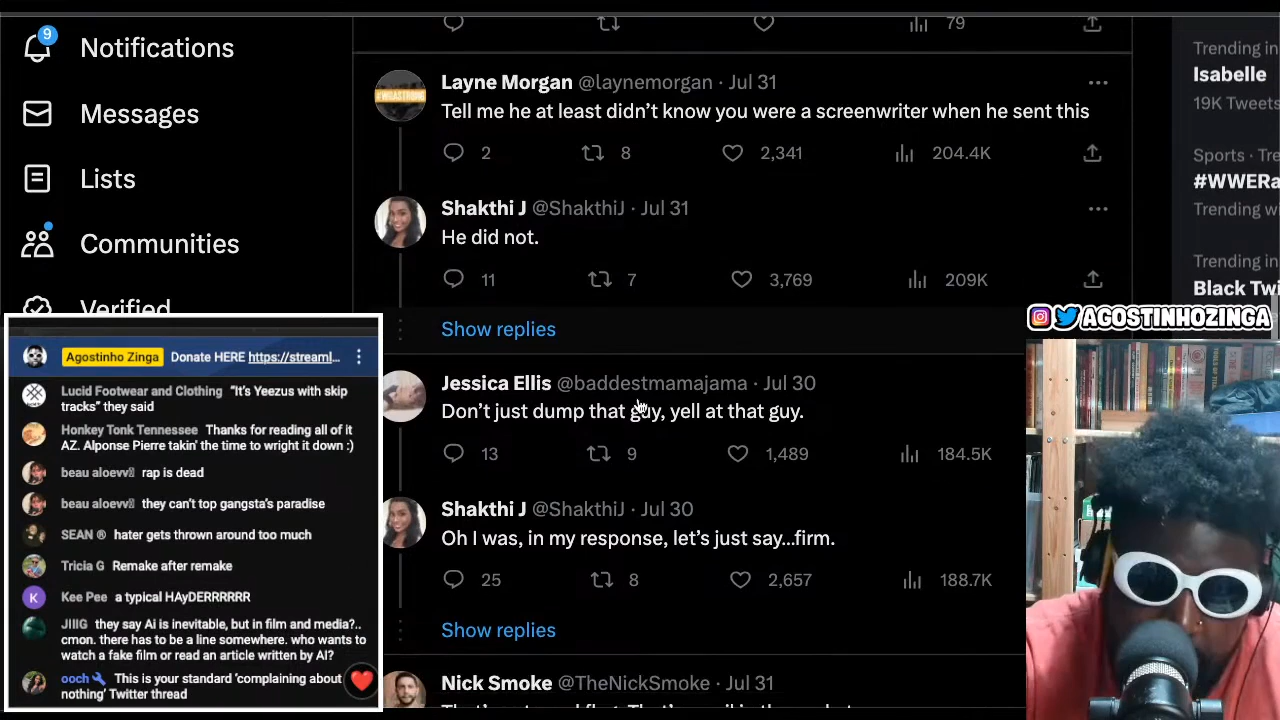 79
9
Notifications
Messages
Lists
Communities
Verified
Layne Morgan @laynemorgan · Jul 31
Tell me he at least didn’t know you were a screenwriter when he sent this
2 8 2,341 204.4K
Shakthi J @ShakthiJ · Jul 31
He did not.
11 7 3,769 209K
Show replies
Jessica Ellis @baddestmamajama · Jul 30
Don’t just dump that guy, yell at that guy.
13 9 1,489 184.5K
Shakthi J @ShakthiJ · Jul 30
Oh I was, in my response, let’s just say...firm.
25 8 2,657 188.7K
Show replies
Nick Smoke @TheNickSmoke · Jul 31
Trending in
Isabelle
19K Tweets
Sports · Tre
#WWERa
Trending wi
Trending in
Black Twi
AGOSTINHOZINGA
Agostinho Zinga Donate HERE https://streaml...
Lucid Footwear and Clothing “It’s Yeezus with skip
tracks” they said
Honkey Tonk Tennessee Thanks for reading all of it
AZ. Alponse Pierre takin' the time to wright it down :)
beau aloevv rap is dead
beau aloevv they can’t top gangsta’s paradise
SEAN ® hater gets thrown around too much
Tricia G Remake after remake
K
Kee Pee a typical HAyDERRRRRR
JIIIG they say Ai is inevitable, but in film and media?..
cmon. there has to be a line somewhere. who wants to
watch a fake film or read an article written by AI?
ooch This is your standard ‘complaining about
nothing’ Twitter thread